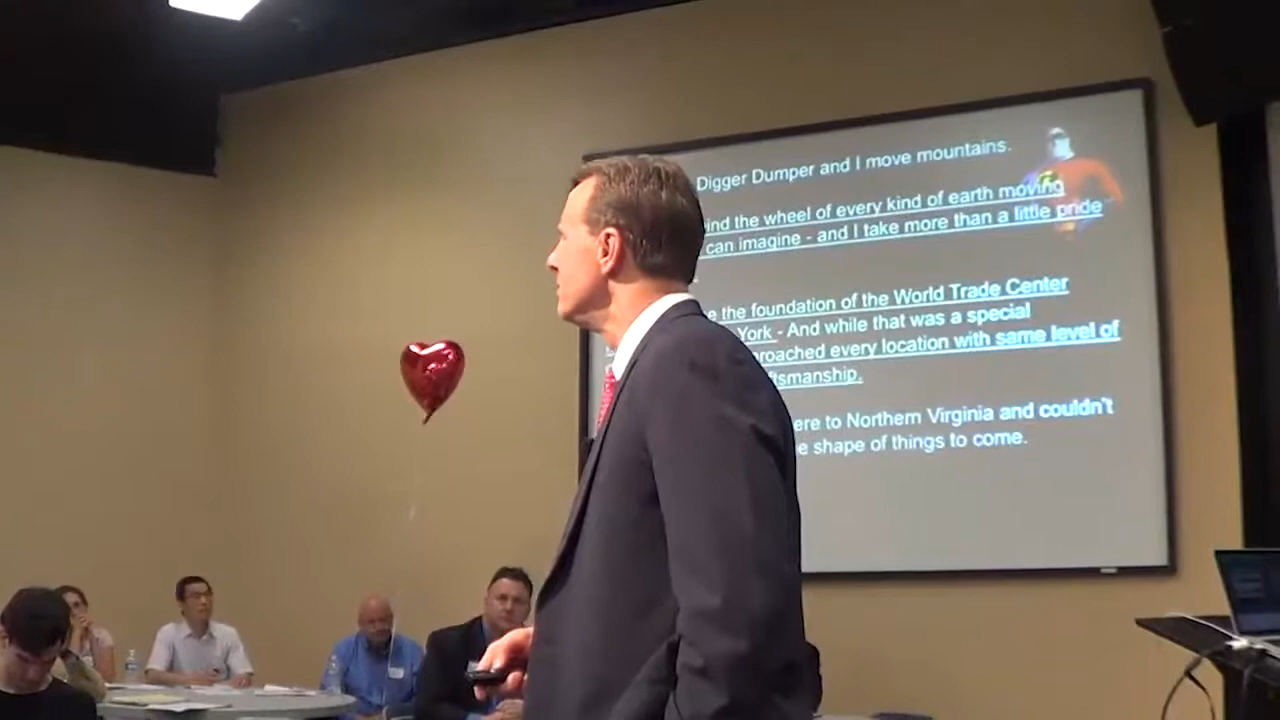 Digger Dumper and I move mountains.
ind the wheel of every kind of earth moving
can imagine - and I take more than a little pride
e the foundation of the World Trade Center
York - And while that was a special
roached every location with same level of
ftsmanship.
ere to Northern Virginia and couldn't
e shape of things to come.